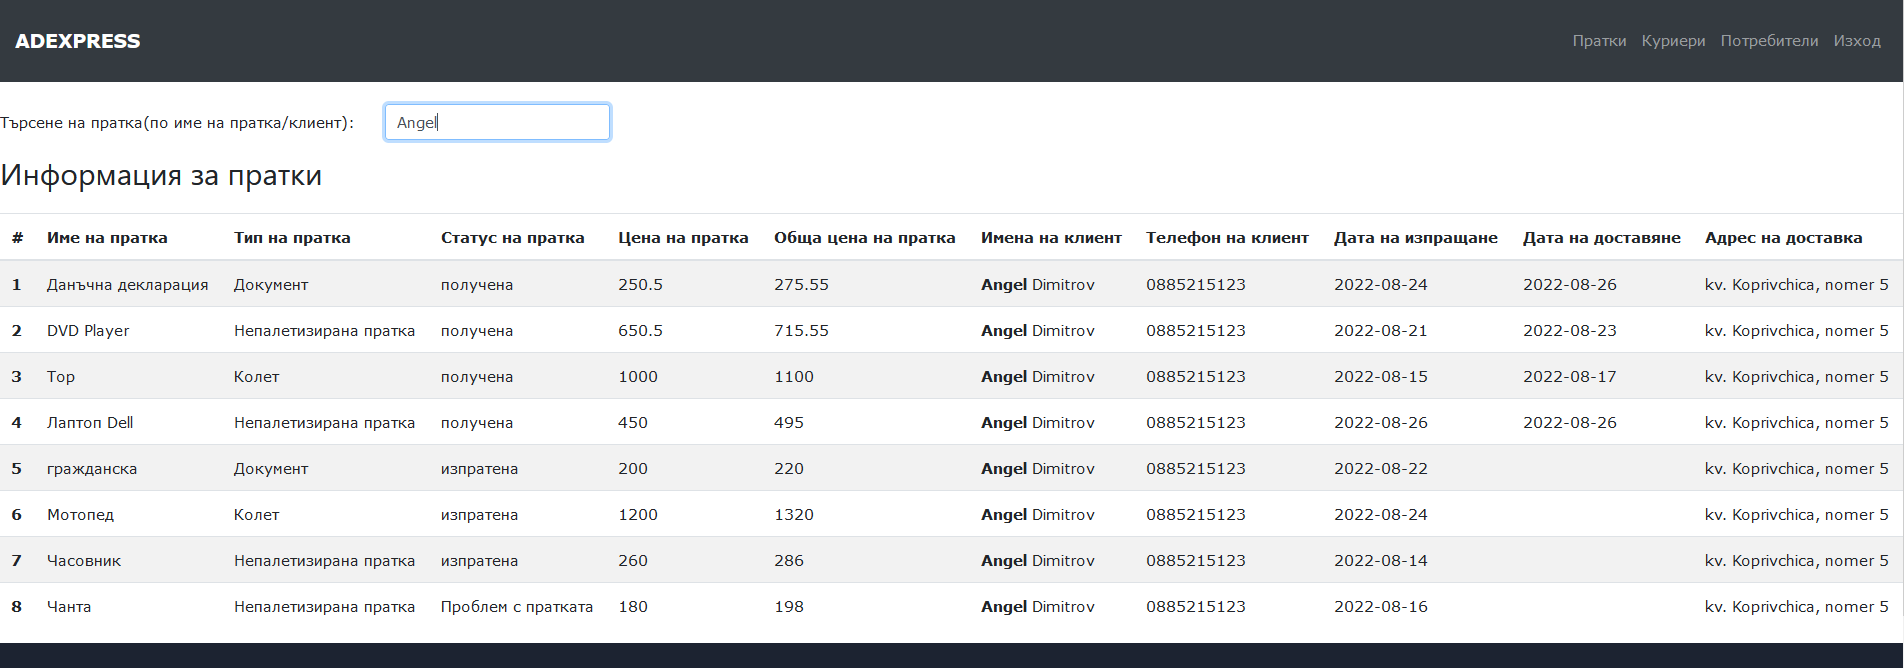 ADEXPRESS Пратки Куриери Потребители Изход
Търсене на пратка(по име на пратка/клиент): Angel
Информация за пратки
# Име на пратка Тип на пратка Статус на пратка Цена на пратка Обща цена на пратка Имена на клиент Телефон на клиент Дата на изпращане Дата на доставяне Адрес на доставка
1 Данъчна декларация Документ получена 250.5 275.55 Angel Dimitrov 0885215123 2022-08-24 2022-08-26 kv. Koprivchica, nomer 5
2 DVD Player Непалетизирана пратка получена 650.5 715.55 Angel Dimitrov 0885215123 2022-08-21 2022-08-23 kv. Koprivchica, nomer 5
3 Тор Колет получена 1000 1100 Angel Dimitrov 0885215123 2022-08-15 2022-08-17 kv. Koprivchica, nomer 5
4 Лаптоп Dell Непалетизирана пратка получена 450 495 Angel Dimitrov 0885215123 2022-08-26 2022-08-26 kv. Koprivchica, nomer 5
5 гражданска Документ изпратена 200 220 Angel Dimitrov 0885215123 2022-08-22 kv. Koprivchica, nomer 5
6 Мотопед Колет изпратена 1200 1320 Angel Dimitrov 0885215123 2022-08-24 kv. Koprivchica, nomer 5
7 Часовник Непалетизирана пратка изпратена 260 286 Angel Dimitrov 0885215123 2022-08-14 kv. Koprivchica, nomer 5
8 Чанта Непалетизирана пратка Проблем с пратката 180 198 Angel Dimitrov 0885215123 2022-08-16 kv. Koprivchica, nomer 5